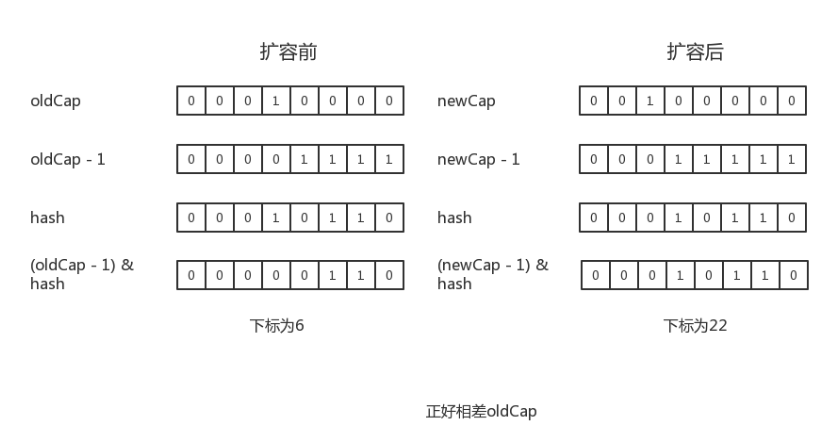 扩容前
扩容后
oldCap
0 0 0 1 0 0 0 0
newCap
0 0 1 0 0 0 0 0
oldCap - 1
0 0 0 0 1 1 1 1
newCap - 1
0 0 0 1 1 1 1 1
hash
0 0 0 1 0 1 1 0
hash
0 0 0 1 0 1 1 0
(oldCap - 1) &
hash
0 0 0 0 0 1 1 0
(newCap - 1) &
hash
0 0 0 1 0 1 1 0
下标为6
下标为22
正好相差oldCap